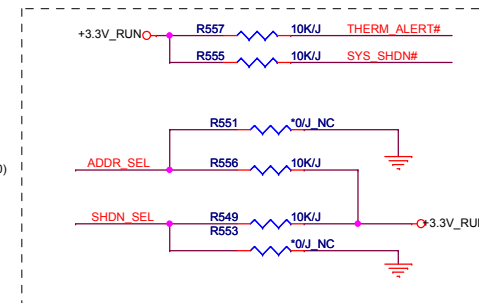 R557 10K/J THERM_ALERT#
+3.3V_RUN
R555 10K/J SYS_SHDN#
R551 *0/J_NC
ADDR_SEL R556 10K/J
0)
SHDN_SEL R549 10K/J
+3.3V_RU
R553 *0/J_NC